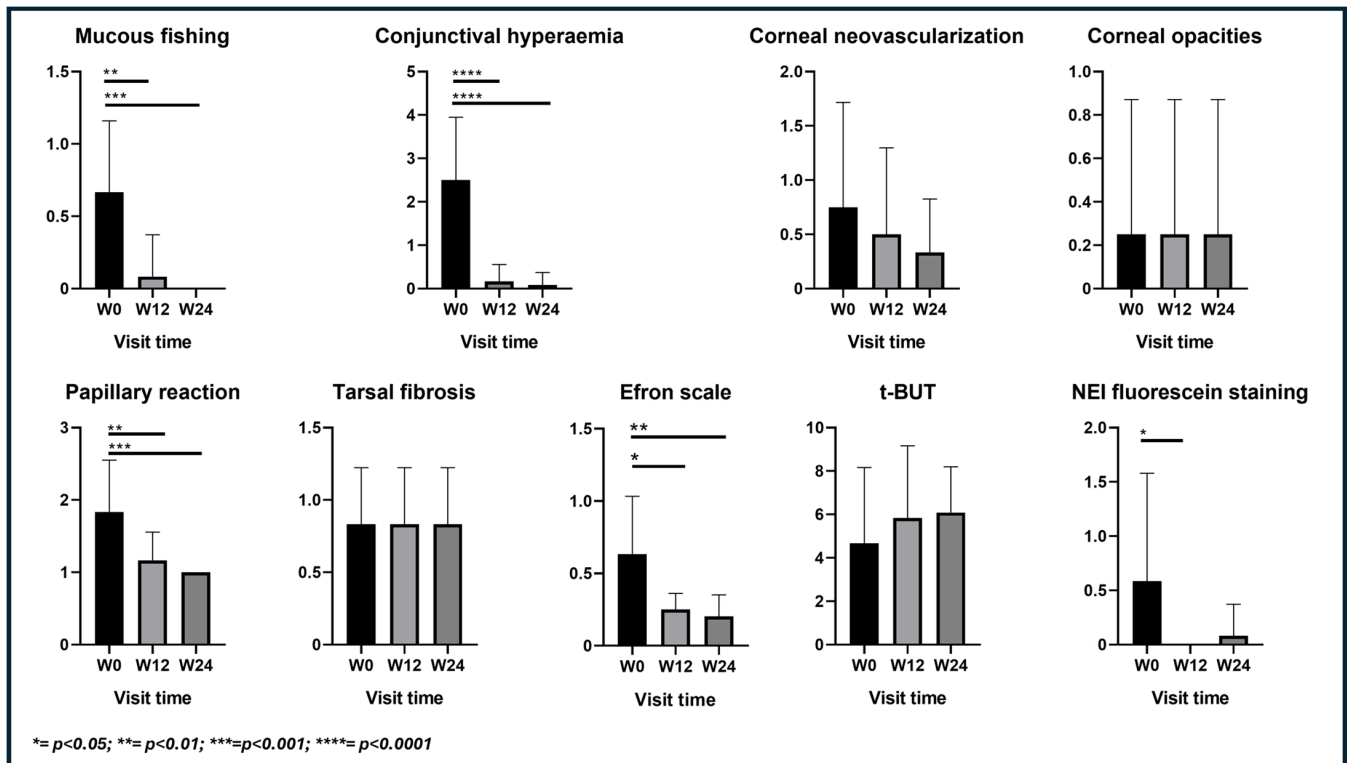 Mucous fishing
1.5
1.0
0.5
0
**
***
W0 W12 W24
Visit time
Conjunctival hyperaemia
5
4
3
2
1
0
****
****
W0 W12 W24
Visit time
Corneal neovascularization
2.0
1.5
1.0
0.5
0
W0 W12 W24
Visit time
Corneal opacities
1.0
0.8
0.6
0.4
0.2
0
W0 W12 W24
Visit time
Papillary reaction
3
2
1
0
**
***
W0 W12 W24
Visit time
Tarsal fibrosis
1.5
1.0
0.5
0
W0 W12 W24
Visit time
Efron scale
1.5
1.0
0.5
0
**
*
W0 W12 W24
Visit time
t-BUT
10
8
6
4
2
0
W0 W12 W24
Visit time
NEI fluorescein staining
2.0
1.5
1.0
0.5
0
*
W0 W12 W24
Visit time
*= p<0.05; **= p<0.01; ***=p<0.001; ****= p<0.0001